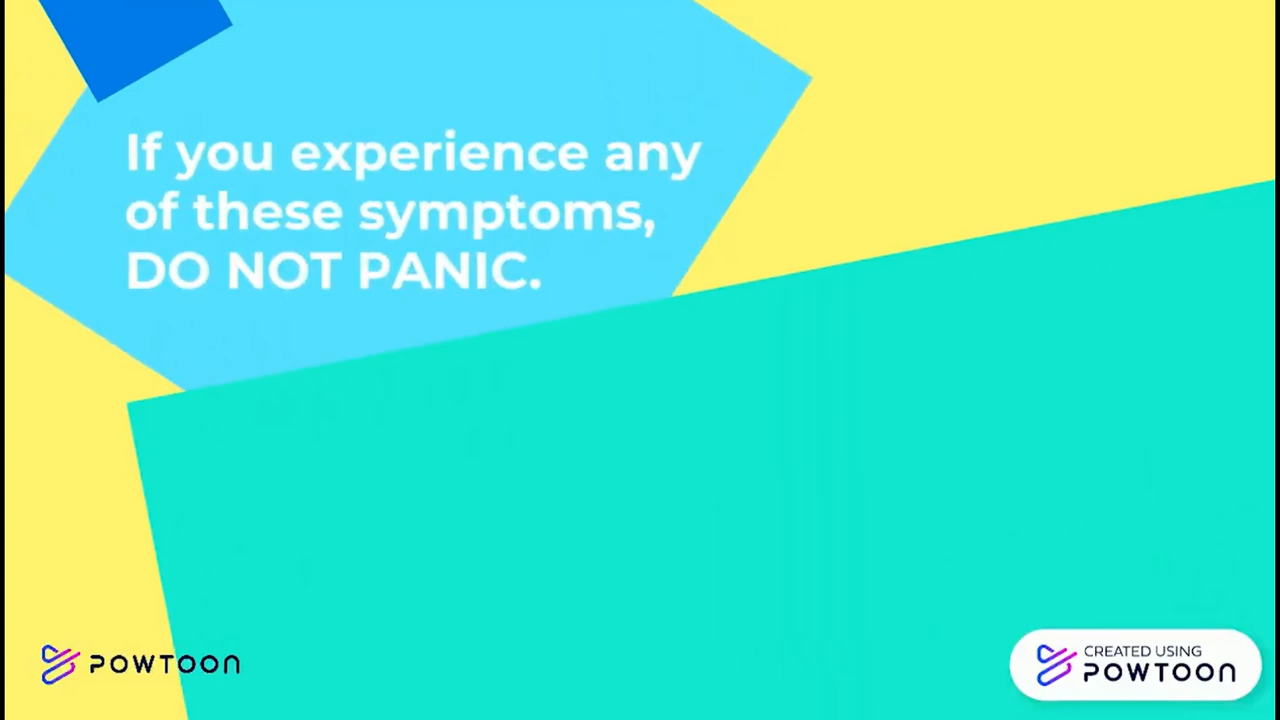 If you experience any
of these symptoms,
DO NOT PANIC.
POWTOON
CREATED USING
POWTOON